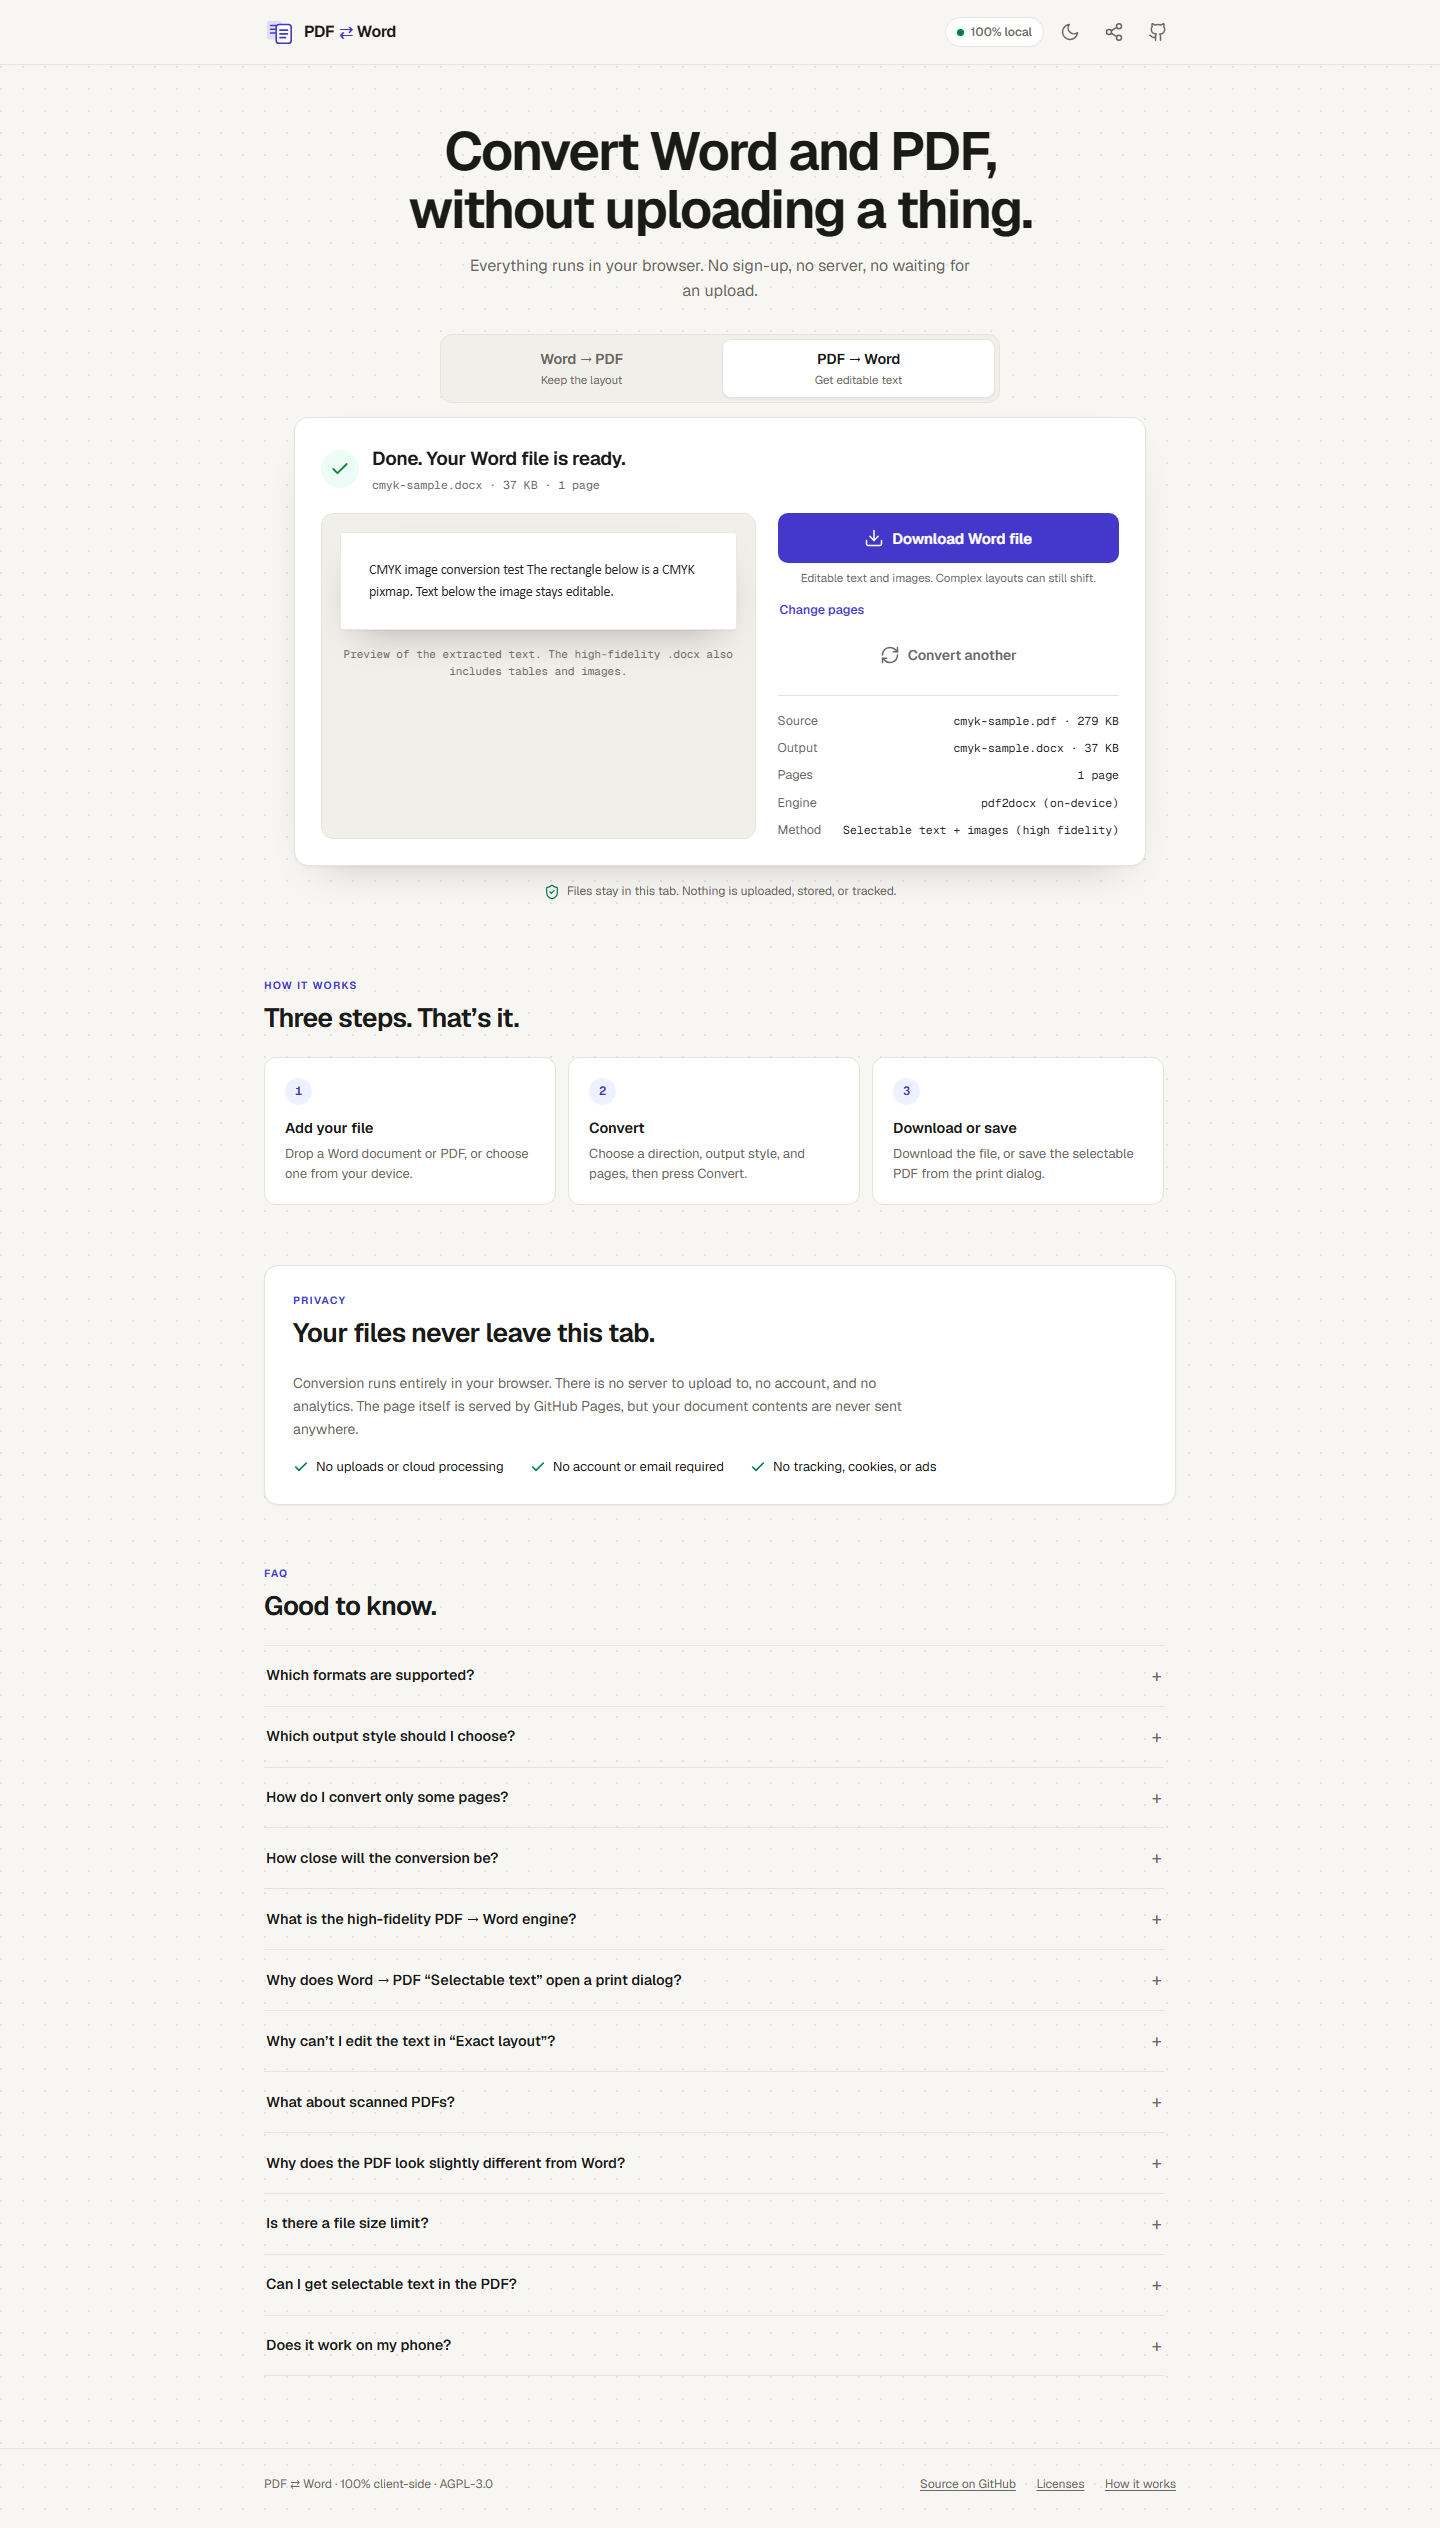 PDF ⇄ Word
100% local
Convert Word and PDF,
without uploading a thing.
Everything runs in your browser. No sign-up, no server, no waiting for
an upload.
Word → PDF
Keep the layout
PDF → Word
Get editable text
Done. Your Word file is ready.
cmyk-sample.docx · 37 KB · 1 page
CMYK image conversion test The rectangle below is a CMYK
pixmap. Text below the image stays editable.
Preview of the extracted text. The high-fidelity .docx also
includes tables and images.
Download Word file
Editable text and images. Complex layouts can still shift.
Change pages
Convert another
Source cmyk-sample.pdf · 279 KB
Output cmyk-sample.docx · 37 KB
Pages 1 page
Engine pdf2docx (on-device)
Method Selectable text + images (high fidelity)
Files stay in this tab. Nothing is uploaded, stored, or tracked.
HOW IT WORKS
Three steps. That’s it.
1
Add your file
Drop a Word document or PDF, or choose
one from your device.
2
Convert
Choose a direction, output style, and
pages, then press Convert.
3
Download or save
Download the file, or save the selectable
PDF from the print dialog.
PRIVACY
Your files never leave this tab.
Conversion runs entirely in your browser. There is no server to upload to, no account, and no
analytics. The page itself is served by GitHub Pages, but your document contents are never sent
anywhere.
No uploads or cloud processing
No account or email required
No tracking, cookies, or ads
FAQ
Good to know.
Which formats are supported? +
Which output style should I choose? +
How do I convert only some pages? +
How close will the conversion be? +
What is the high-fidelity PDF → Word engine? +
Why does Word → PDF “Selectable text” open a print dialog? +
Why can’t I edit the text in “Exact layout”? +
What about scanned PDFs? +
Why does the PDF look slightly different from Word? +
Is there a file size limit? +
Can I get selectable text in the PDF? +
Does it work on my phone? +
PDF ⇄ Word · 100% client-side · AGPL-3.0
Source on GitHub · Licenses · How it works